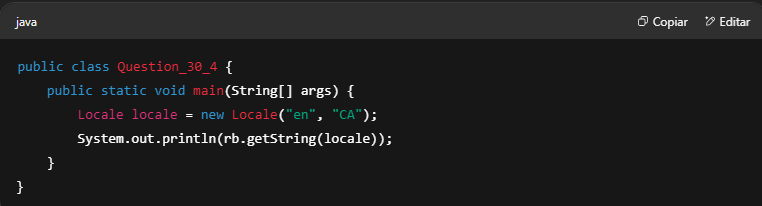 java
Copiar
Editar
public class Question_30_4 {
    public static void main(String[] args) {
        Locale locale = new Locale("en", "CA");
        System.out.println(rb.getString(locale));
    }
}